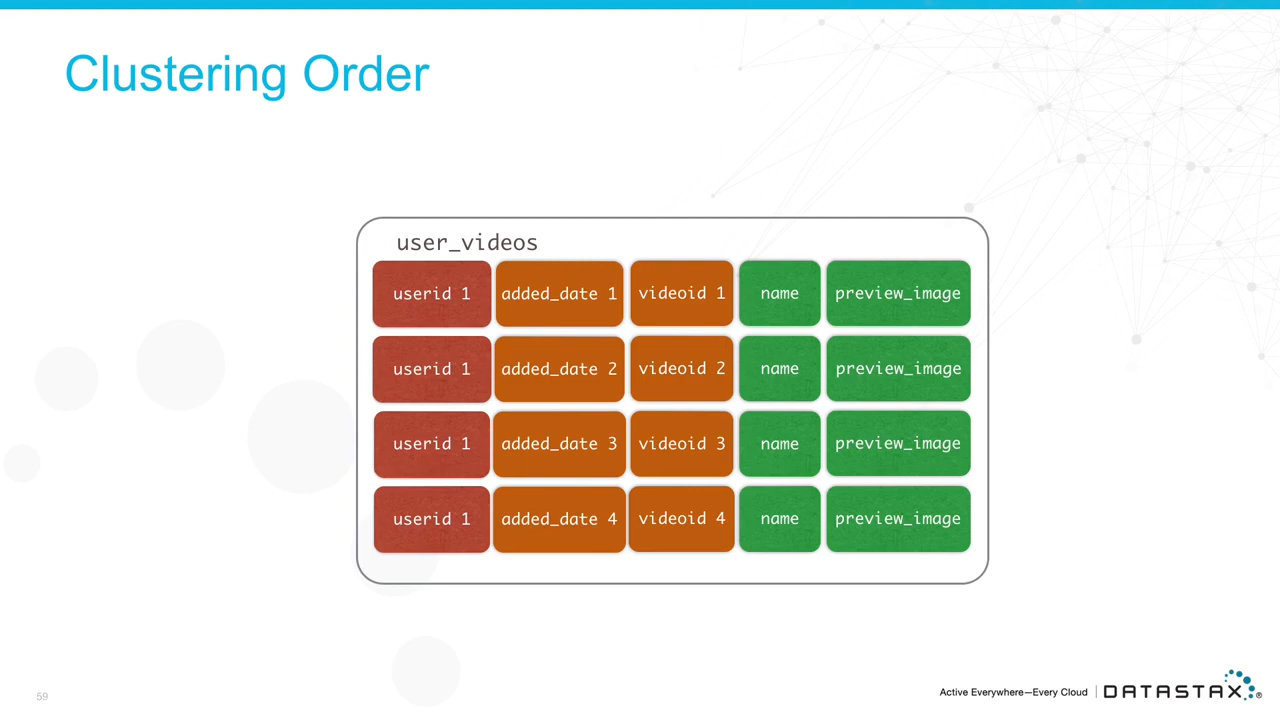 Clustering Order
user_videos
userid 1 added_date 1 videoid 1 name preview_image
userid 1 added_date 2 videoid 2 name preview_image
userid 1 added_date 3 videoid 3 name preview_image
userid 1 added_date 4 videoid 4 name preview_image
59
Active Everywhere—Every Cloud | DATASTAX®